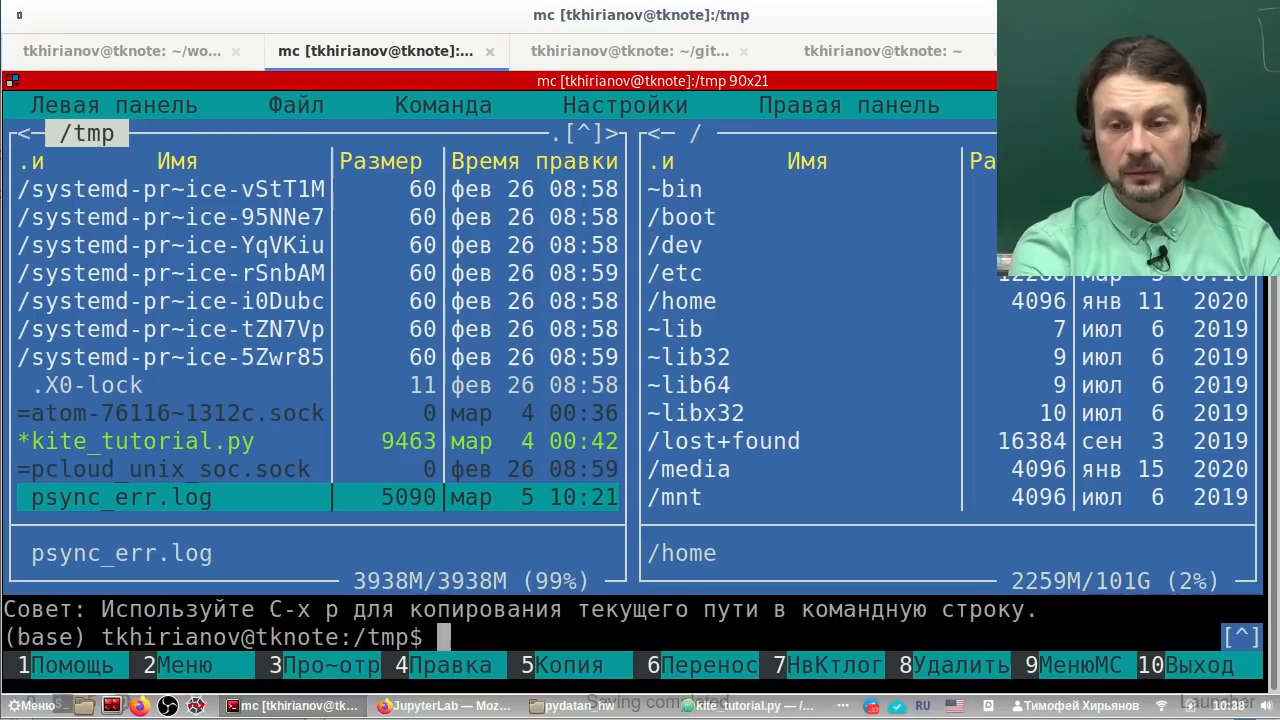 mc [tkhirianov@tknote]:/tmp
tkhirianov@tknote: ~/wo... × mc [tkhirianov@tknote]:... × tkhirianov@tknote: ~/git... × tkhirianov@tknote: ~
mc [tkhirianov@tknote]:/tmp 90x21
Левая панель Файл Команда Настройки Правая панель
<─ /tmp .[^]>
.и Имя Размер Время правки
/systemd-pr~ice-vStT1M 60 фев 26 08:58
/systemd-pr~ice-95NNe7 60 фев 26 08:58
/systemd-pr~ice-YqVKiu 60 фев 26 08:58
/systemd-pr~ice-rSnbAM 60 фев 26 08:59
/systemd-pr~ice-i0Dubc 60 фев 26 08:58
/systemd-pr~ice-tZN7Vp 60 фев 26 08:58
/systemd-pr~ice-5Zwr85 60 фев 26 08:59
.X0-lock 11 фев 26 08:58
=atom-76116~1312c.sock 0 мар 4 00:36
*kite_tutorial.py 9463 мар 4 00:42
=pcloud_unix_soc.sock 0 фев 26 08:59
psync_err.log 5090 мар 5 10:21
psync_err.log
3938M/3938M (99%)
<─ /
.и Имя Ра
~bin
/boot
/dev
/etc
/home 4096 янв 11 2020
~lib 7 июл 6 2019
~lib32 9 июл 6 2019
~lib64 9 июл 6 2019
~libx32 10 июл 6 2019
/lost+found 16384 сен 3 2019
/media 4096 янв 15 2020
/mnt 4096 июл 6 2019
/home
2259M/101G (2%)
Совет: Используйте C-x p для копирования текущего пути в командную строку.
(base) tkhirianov@tknote:/tmp$ [^]
1Помощь 2Меню 3Про~отр 4Правка 5Копия 6Перенос 7НвКтлог 8Удалить 9МенюМС 10Выход
Saving completed Launcher
Меню mc [tkhirianov@tk... JupyterLab — Moz... pydatan_hw kite_tutorial.py — /... RU Тимофей Хирьянов 10:38